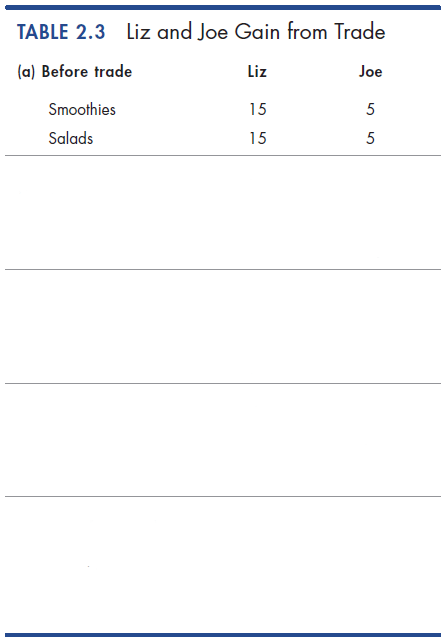 TABLE 2.3 Liz and Joe Gain from Trade
(a) Before trade Liz Joe
Smoothies 15 5
Salads 15 5